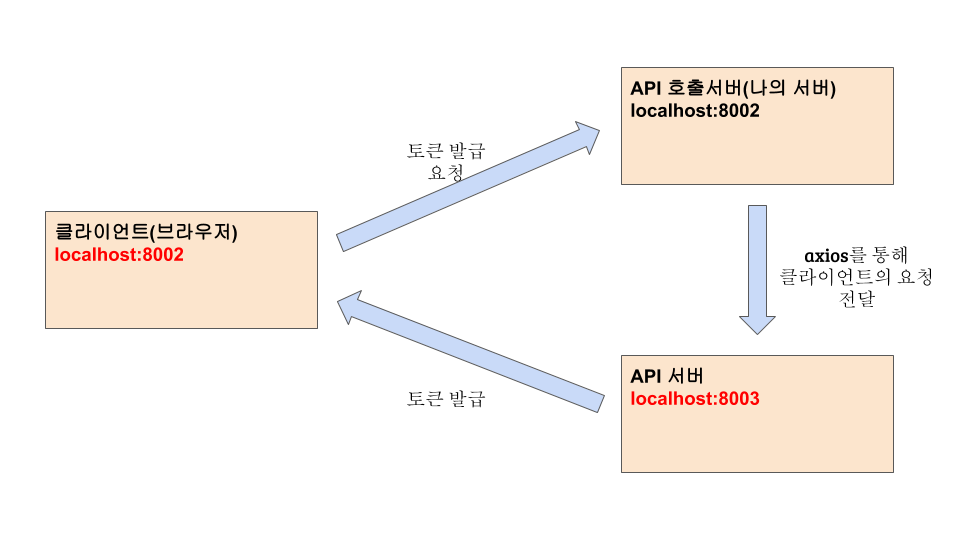 API 호출서버(나의 서버)
localhost:8002
토큰 발급
요청
클라이언트(브라우저)
localhost:8002
axios를 통해
클라이언트의 요청
전달
API 서버
localhost:8003
토큰 발급